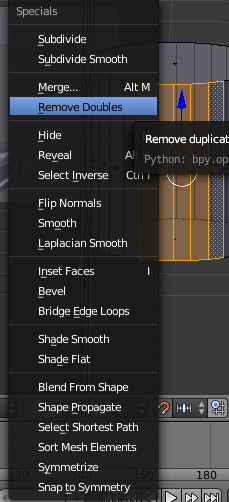 Specials
Subdivide
Subdivide Smooth
Merge... Alt M
Remove Doubles
Hide
Remove duplicat
Reveal
Python: bpy.op
Select Inverse Ctrl I
Flip Normals
Smooth
Laplacian Smooth
Inset Faces I
Bevel
Bridge Edge Loops
Shade Smooth
Shade Flat
Blend From Shape
Shape Propagate
Select Shortest Path
Sort Mesh Elements
120 180
Symmetrize
Snap to Symmetry